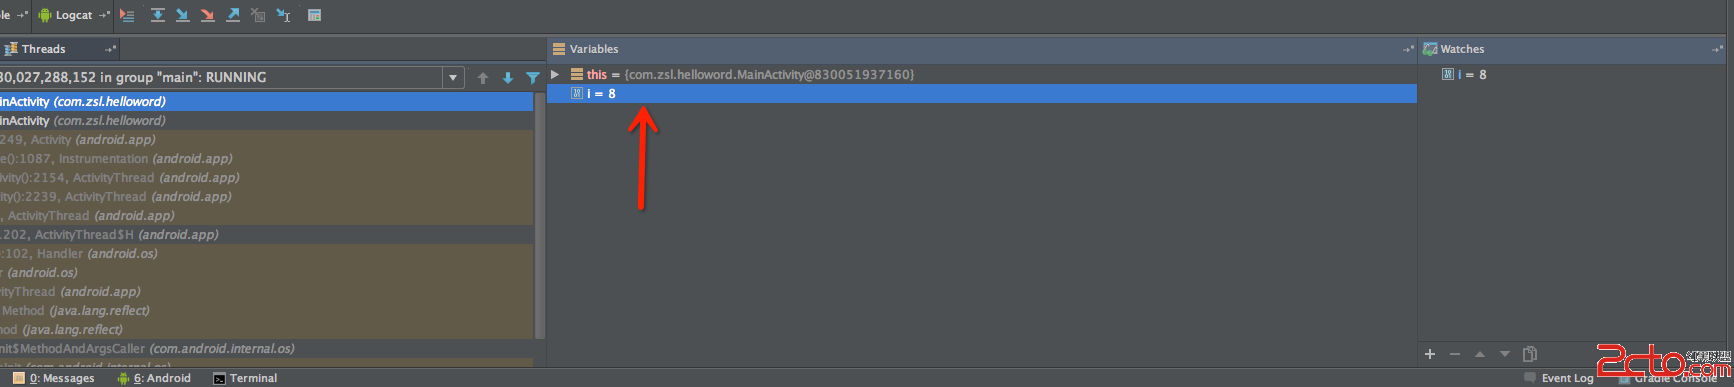 le
Logcat
Threads
Variables
Watches
30,027,288,152 in group "main": RUNNING
this = {com.zsl.helloword.MainActivity@830051937160}
i = 8
i = 8
inActivity (com.zsl.helloword)
inActivity (com.zsl.helloword)
249, Activity (android.app)
e():1087, Instrumentation (android.app)
ivity():2154, ActivityThread (android.app)
ity():2239, ActivityThread (android.app)
, ActivityThread (android.app)
1202, ActivityThread$H (android.app)
:102, Handler (android.os)
r (android.os)
vityThread (android.app)
Method (java.lang.reflect)
hod (java.lang.reflect)
nit$MethodAndArgsCaller (com.android.internal.os)
0: Messages
6: Android
Terminal
Event Log
Gradle Console
2cto